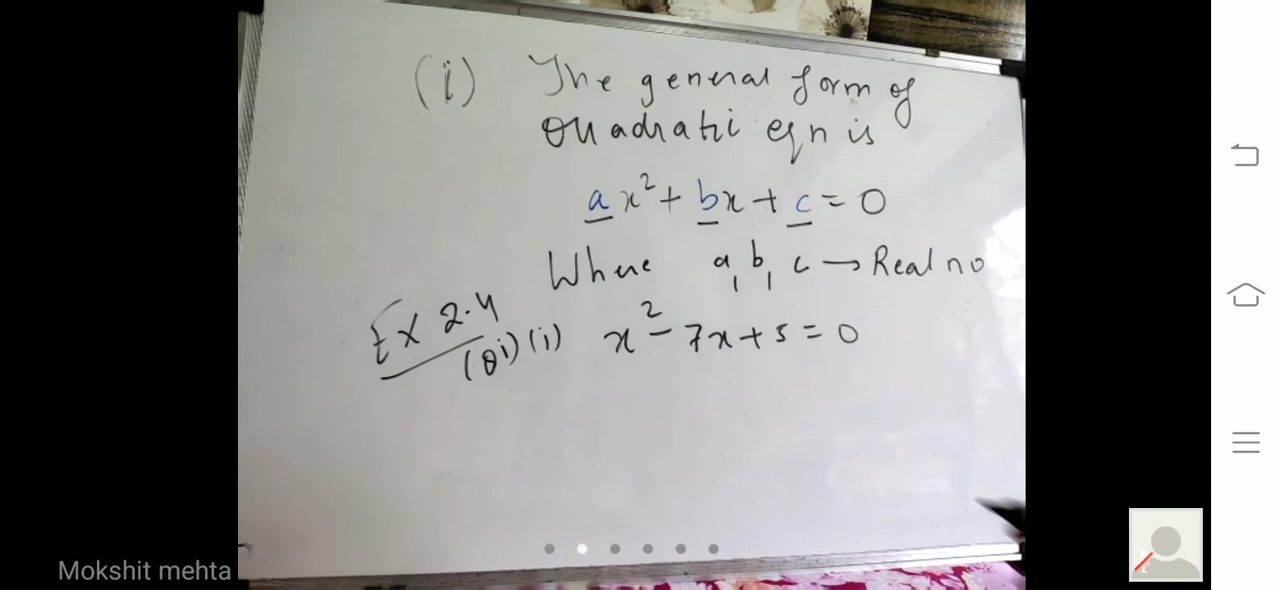 (i) The general form of
Quadratic eqn is
ax²+ bx + c = 0
Where a, b, c → Real no
Ex 2.4
(Qi) (i) x² - 7x + 5 = 0
Mokshit mehta